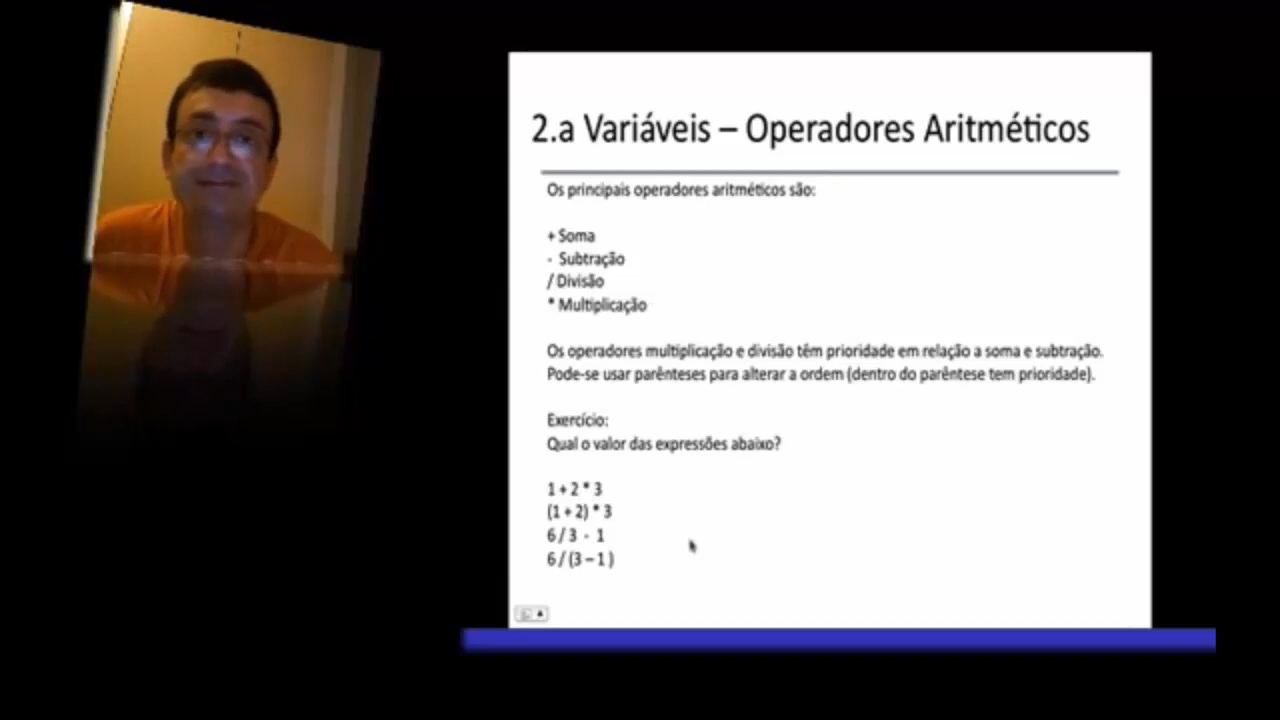 2.a Variáveis – Operadores Aritméticos
Os principais operadores aritméticos são:
+ Soma
- Subtração
/ Divisão
* Multiplicação
Os operadores multiplicação e divisão têm prioridade em relação a soma e subtração.
Pode-se usar parênteses para alterar a ordem (dentro do parêntese tem prioridade).
Exercício:
Qual o valor das expressões abaixo?
1 + 2 * 3
(1 + 2) * 3
6 / 3 - 1
6 / (3 – 1 )